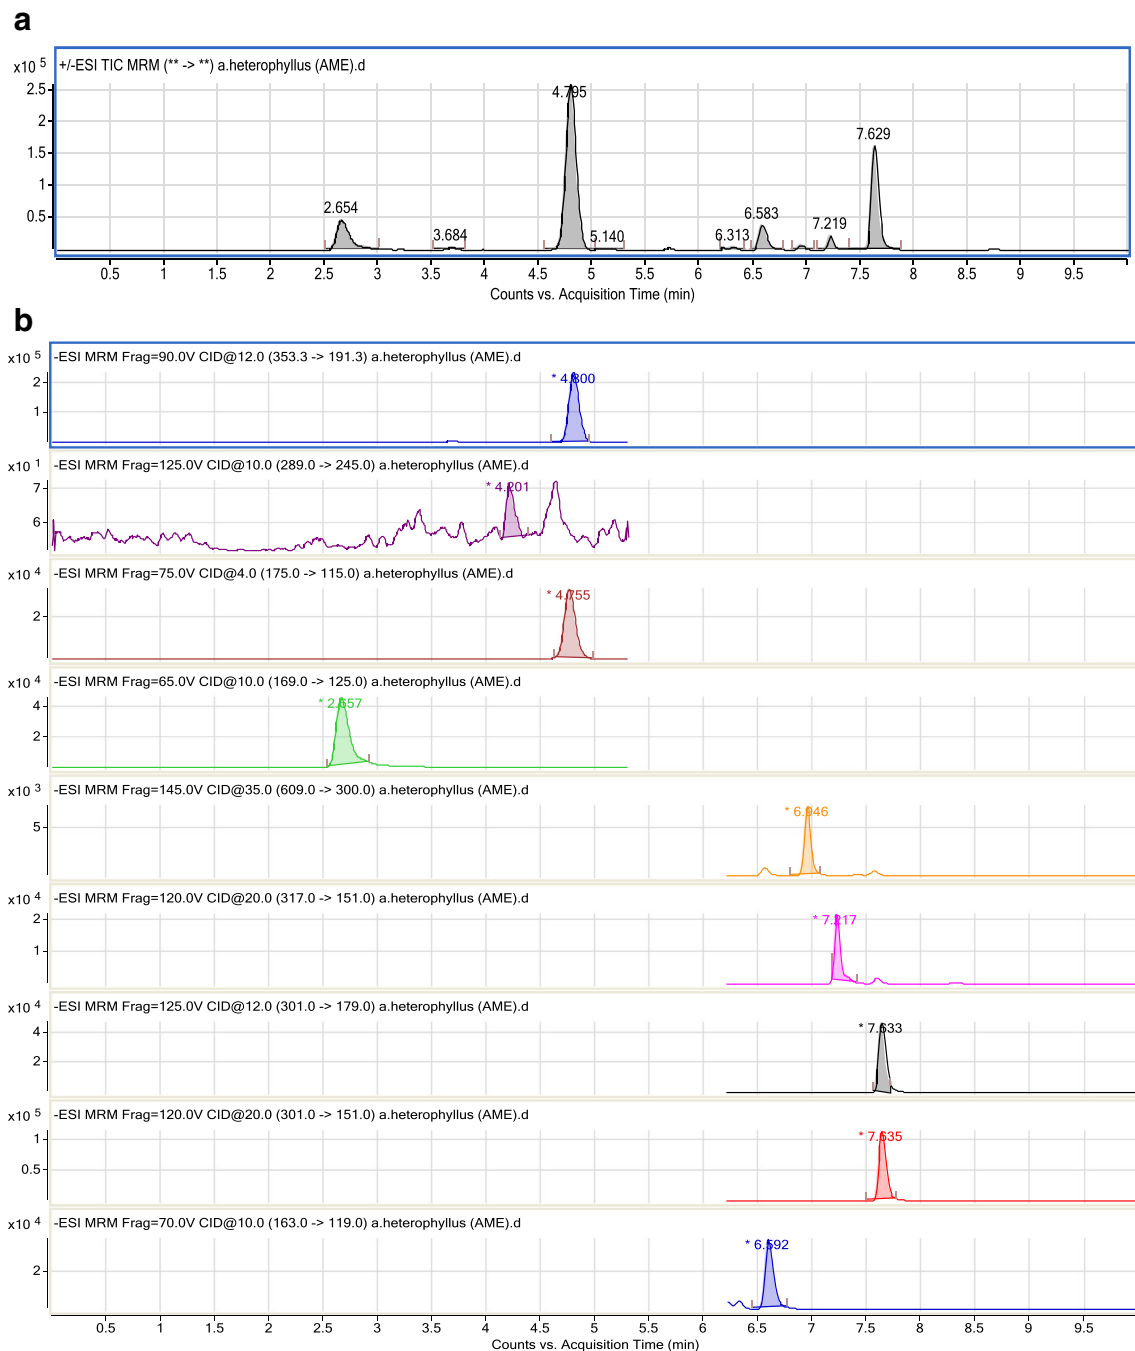 a
x10 5 +/-ESI TIC MRM (** -> **) a.heterophyllus (AME).d
2.5
2
1.5
1
0.5
2.654
3.684
4.795
5.140
6.313
6.583
7.219
7.629
0.5 1 1.5 2 2.5 3 3.5 4 4.5 5 5.5 6 6.5 7 7.5 8 8.5 9 9.5
Counts vs. Acquisition Time (min)
b
x10 5 -ESI MRM Frag=90.0V CID@12.0 (353.3 -> 191.3) a.heterophyllus (AME).d
2
1
* 4.800
x10 1 -ESI MRM Frag=125.0V CID@10.0 (289.0 -> 245.0) a.heterophyllus (AME).d
7
6
* 4.201
x10 4 -ESI MRM Frag=75.0V CID@4.0 (175.0 -> 115.0) a.heterophyllus (AME).d
2
* 4.755
x10 4 -ESI MRM Frag=65.0V CID@10.0 (169.0 -> 125.0) a.heterophyllus (AME).d
4
2
* 2.657
x10 3 -ESI MRM Frag=145.0V CID@35.0 (609.0 -> 300.0) a.heterophyllus (AME).d
5
* 6.946
x10 4 -ESI MRM Frag=120.0V CID@20.0 (317.0 -> 151.0) a.heterophyllus (AME).d
2
1
* 7.217
x10 4 -ESI MRM Frag=125.0V CID@12.0 (301.0 -> 179.0) a.heterophyllus (AME).d
4
2
* 7.633
x10 5 -ESI MRM Frag=120.0V CID@20.0 (301.0 -> 151.0) a.heterophyllus (AME).d
1
0.5
* 7.635
x10 4 -ESI MRM Frag=70.0V CID@10.0 (163.0 -> 119.0) a.heterophyllus (AME).d
2
* 6.592
0.5 1 1.5 2 2.5 3 3.5 4 4.5 5 5.5 6 6.5 7 7.5 8 8.5 9 9.5
Counts vs. Acquisition Time (min)